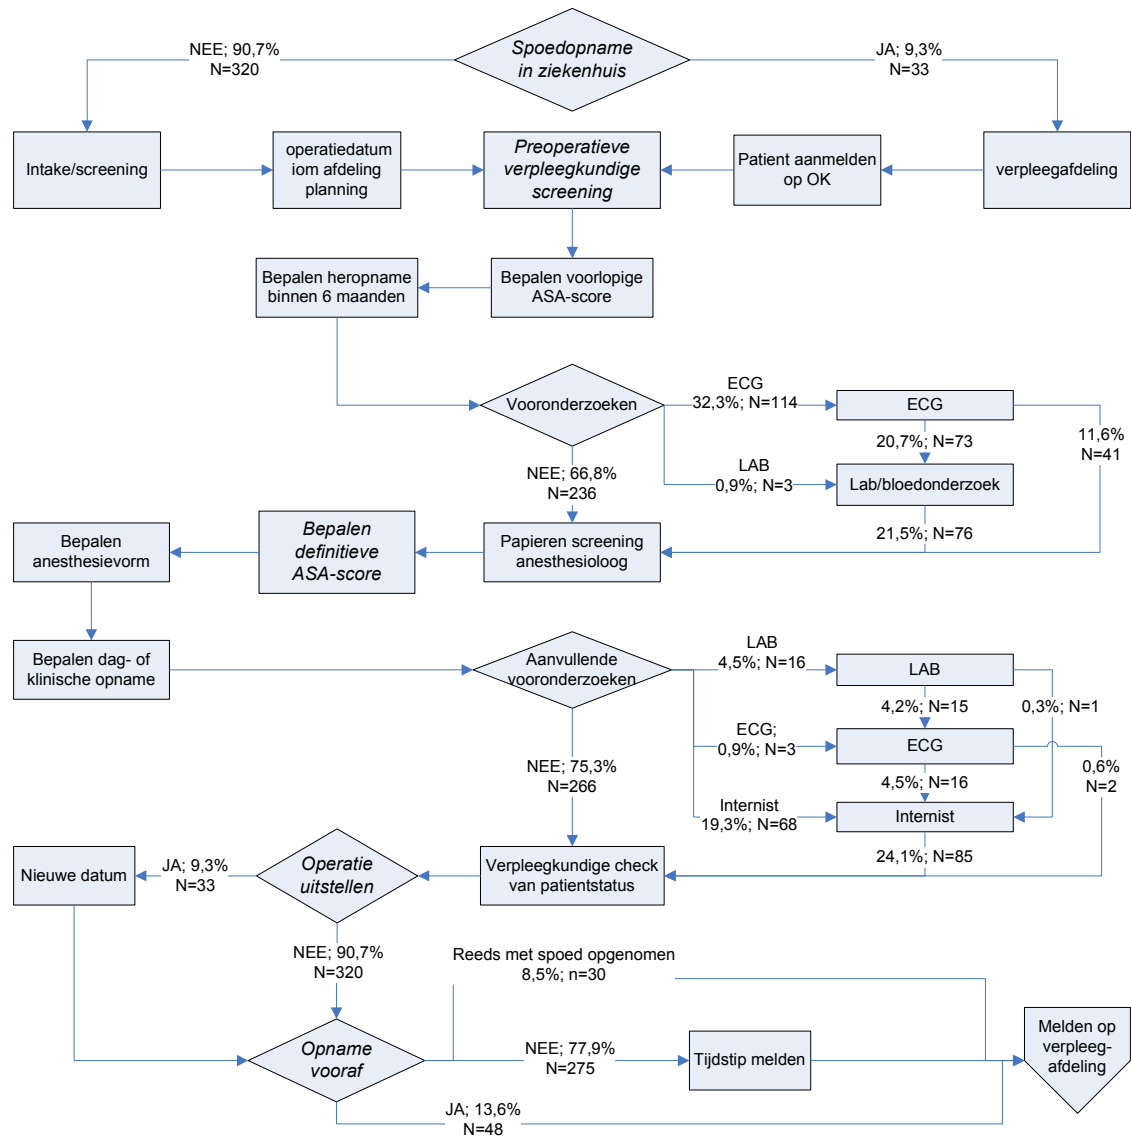 NEE; 90,7%
N=320
Spoedopname
in ziekenhuis
JA; 9,3%
N=33
Intake/screening
operatiedatum
iom afdeling
planning
Preoperatieve
verpleegkundige
screening
Patient aanmelden
op OK
verpleegafdeling
Bepalen heropname
binnen 6 maanden
Bepalen voorlopige
ASA-score
Vooronderzoeken
ECG
32,3%; N=114
ECG
11,6%
N=41
20,7%; N=73
LAB
0,9%; N=3
Lab/bloedonderzoek
NEE; 66,8%
N=236
21,5%; N=76
Bepalen
anesthesievorm
Bepalen
definitieve
ASA-score
Papieren screening
anesthesioloog
Bepalen dag- of
klinische opname
Aanvullende
vooronderzoeken
LAB
4,5%; N=16
LAB
4,2%; N=15
0,3%; N=1
ECG;
0,9%; N=3
ECG
0,6%
N=2
NEE; 75,3%
N=266
4,5%; N=16
Internist
19,3%; N=68
Internist
24,1%; N=85
Nieuwe datum
JA; 9,3%
N=33
Operatie
uitstellen
Verpleegkundige check
van patientstatus
NEE; 90,7%
N=320
Reeds met spoed opgenomen
8,5%; n=30
Opname
vooraf
NEE; 77,9%
N=275
Tijdstip melden
Melden op
verpleeg-
afdeling
JA; 13,6%
N=48